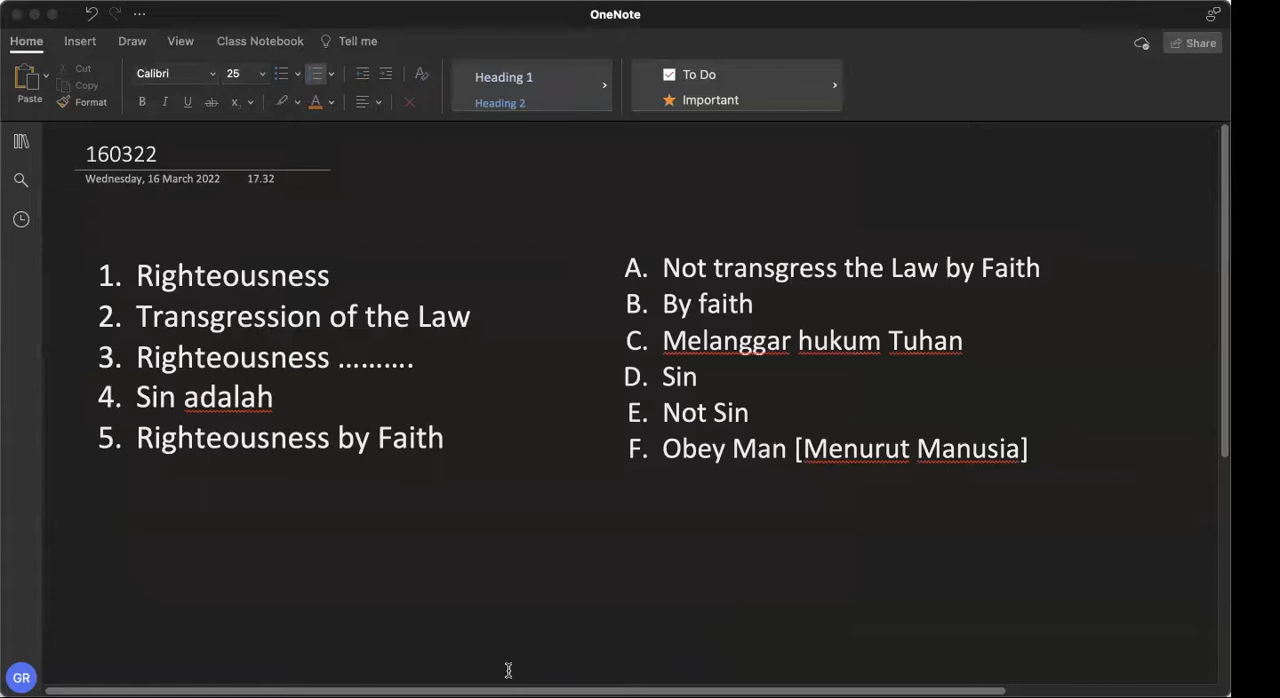 OneNote
Home Insert Draw View Class Notebook Tell me
Share
Paste
Cut
Copy
Format
Calibri 25
B I U ab x A
Heading 1
Heading 2
To Do
Important
160322
Wednesday, 16 March 2022 17.32
1. Righteousness
2. Transgression of the Law
3. Righteousness ..........
4. Sin adalah
5. Righteousness by Faith
A. Not transgress the Law by Faith
B. By faith
C. Melanggar hukum Tuhan
D. Sin
E. Not Sin
F. Obey Man [Menurut Manusia]
GR